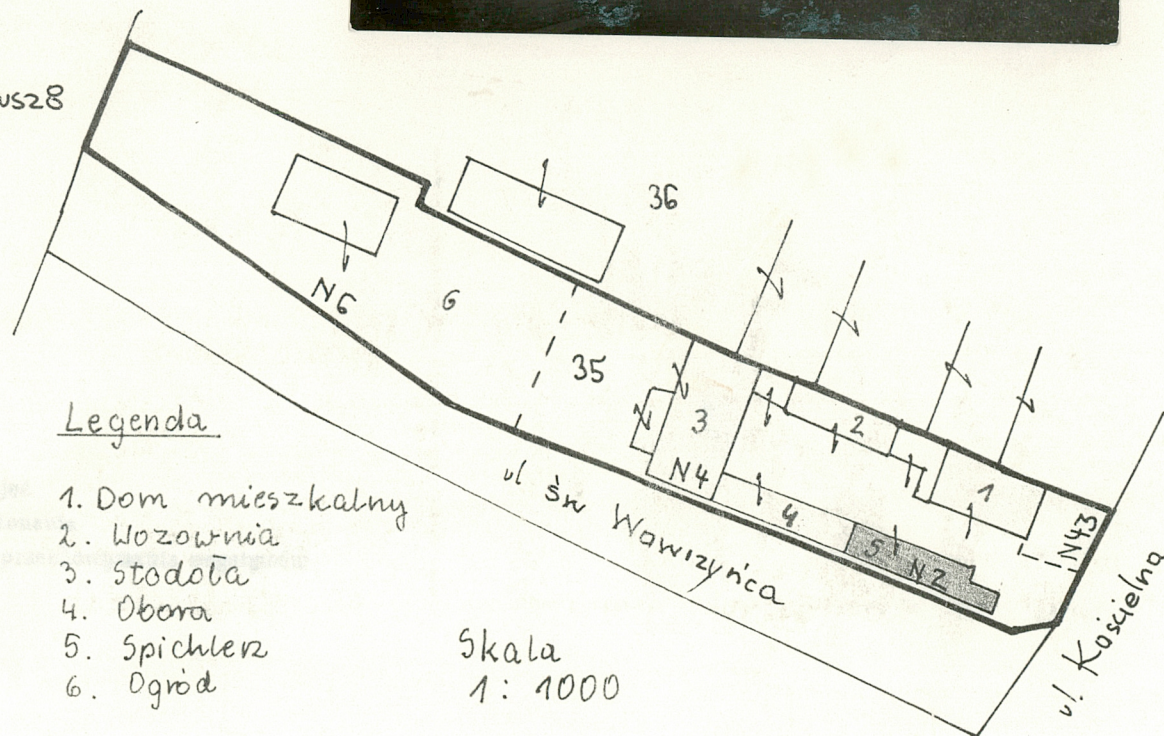 36
N6
6
35
3
N4
2
1
4
5
N2
N43
ul św Wawrzyńca
ul. Kościelna
Legenda
1. Dom mieszkalny
2. Wozownia
3. Stodoła
4. Obora
5. Spichlerz
6. Ogród
Skala
1: 1000